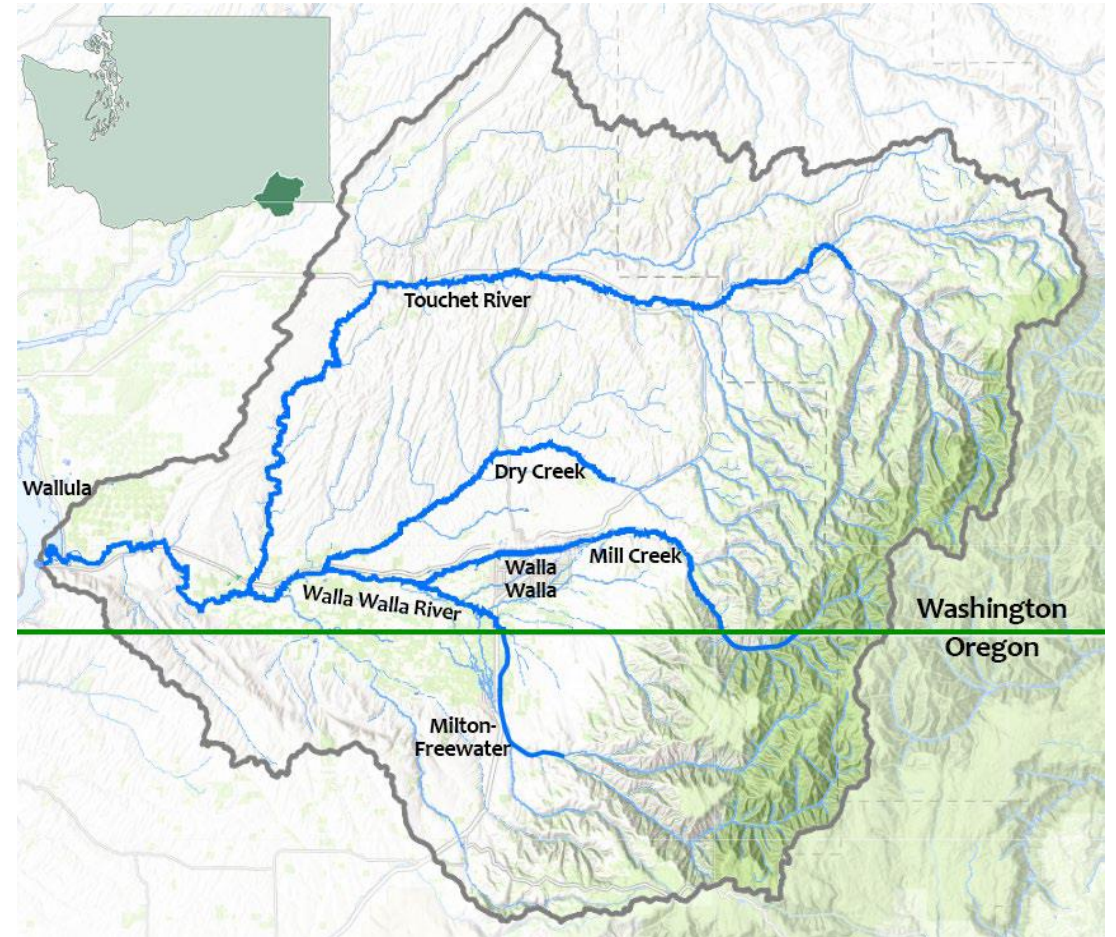 Touchet River
Dry Creek
Wallula
Mill Creek
Walla
Walla
Walla Walla River
Washington
Oregon
Milton-
Freewater